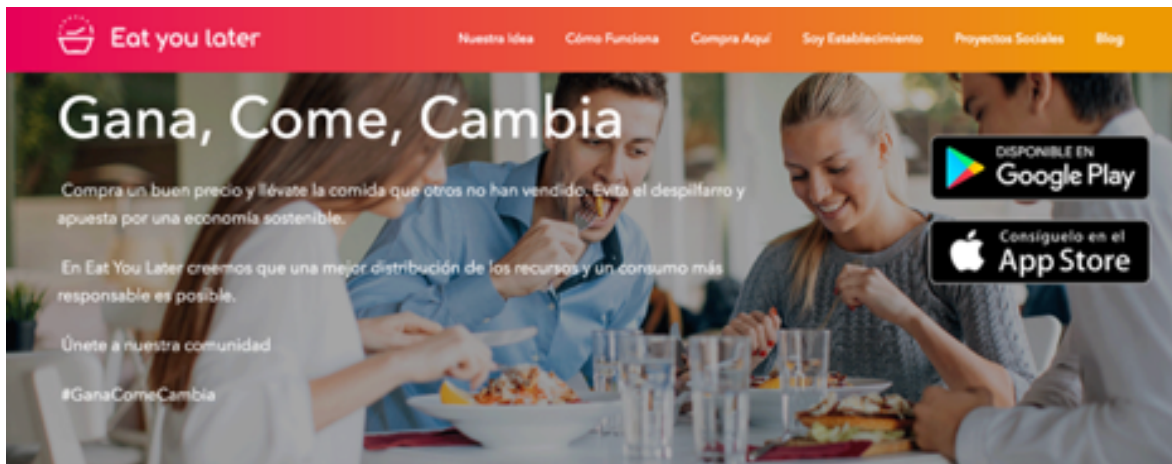 Eat you later
Nuestra Idea
Cómo Funciona
Compra Aquí
Soy Establecimiento
Proyectos Sociales
Blog
Gana, Come, Cambia
Compra un buen precio y llévate la comida que otros no han vendido. Evita el despilfarro y
apuesta por una economía sostenible.
En Eat You Later creemos que una mejor distribución de los recursos y un consumo más
responsable es posible.
Únete a nuestra comunidad
#GanaComeCambia
DISPONIBLE EN
Google Play
Consíguelo en el
App Store